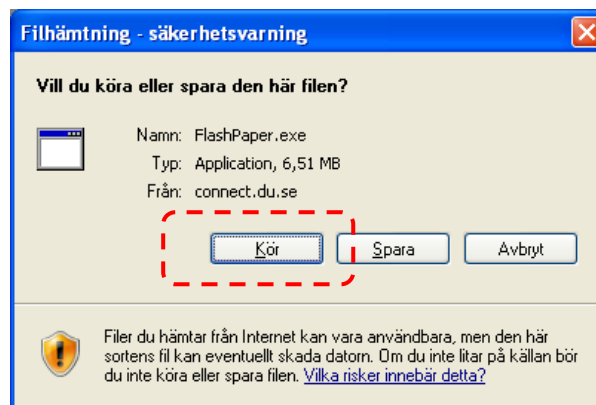 Filhämtning - säkerhetsvarning
Vill du köra eller spara den här filen?
Namn: FlashPaper.exe
Typ: Application, 6,51 MB
Från: connect.du.se
Kör Spara Avbryt
Filer du hämtar från Internet kan vara användbara, men den här
sortens fil kan eventuellt skada datorn. Om du inte litar på källan bör
du inte köra eller spara filen. Vilka risker innebär detta?